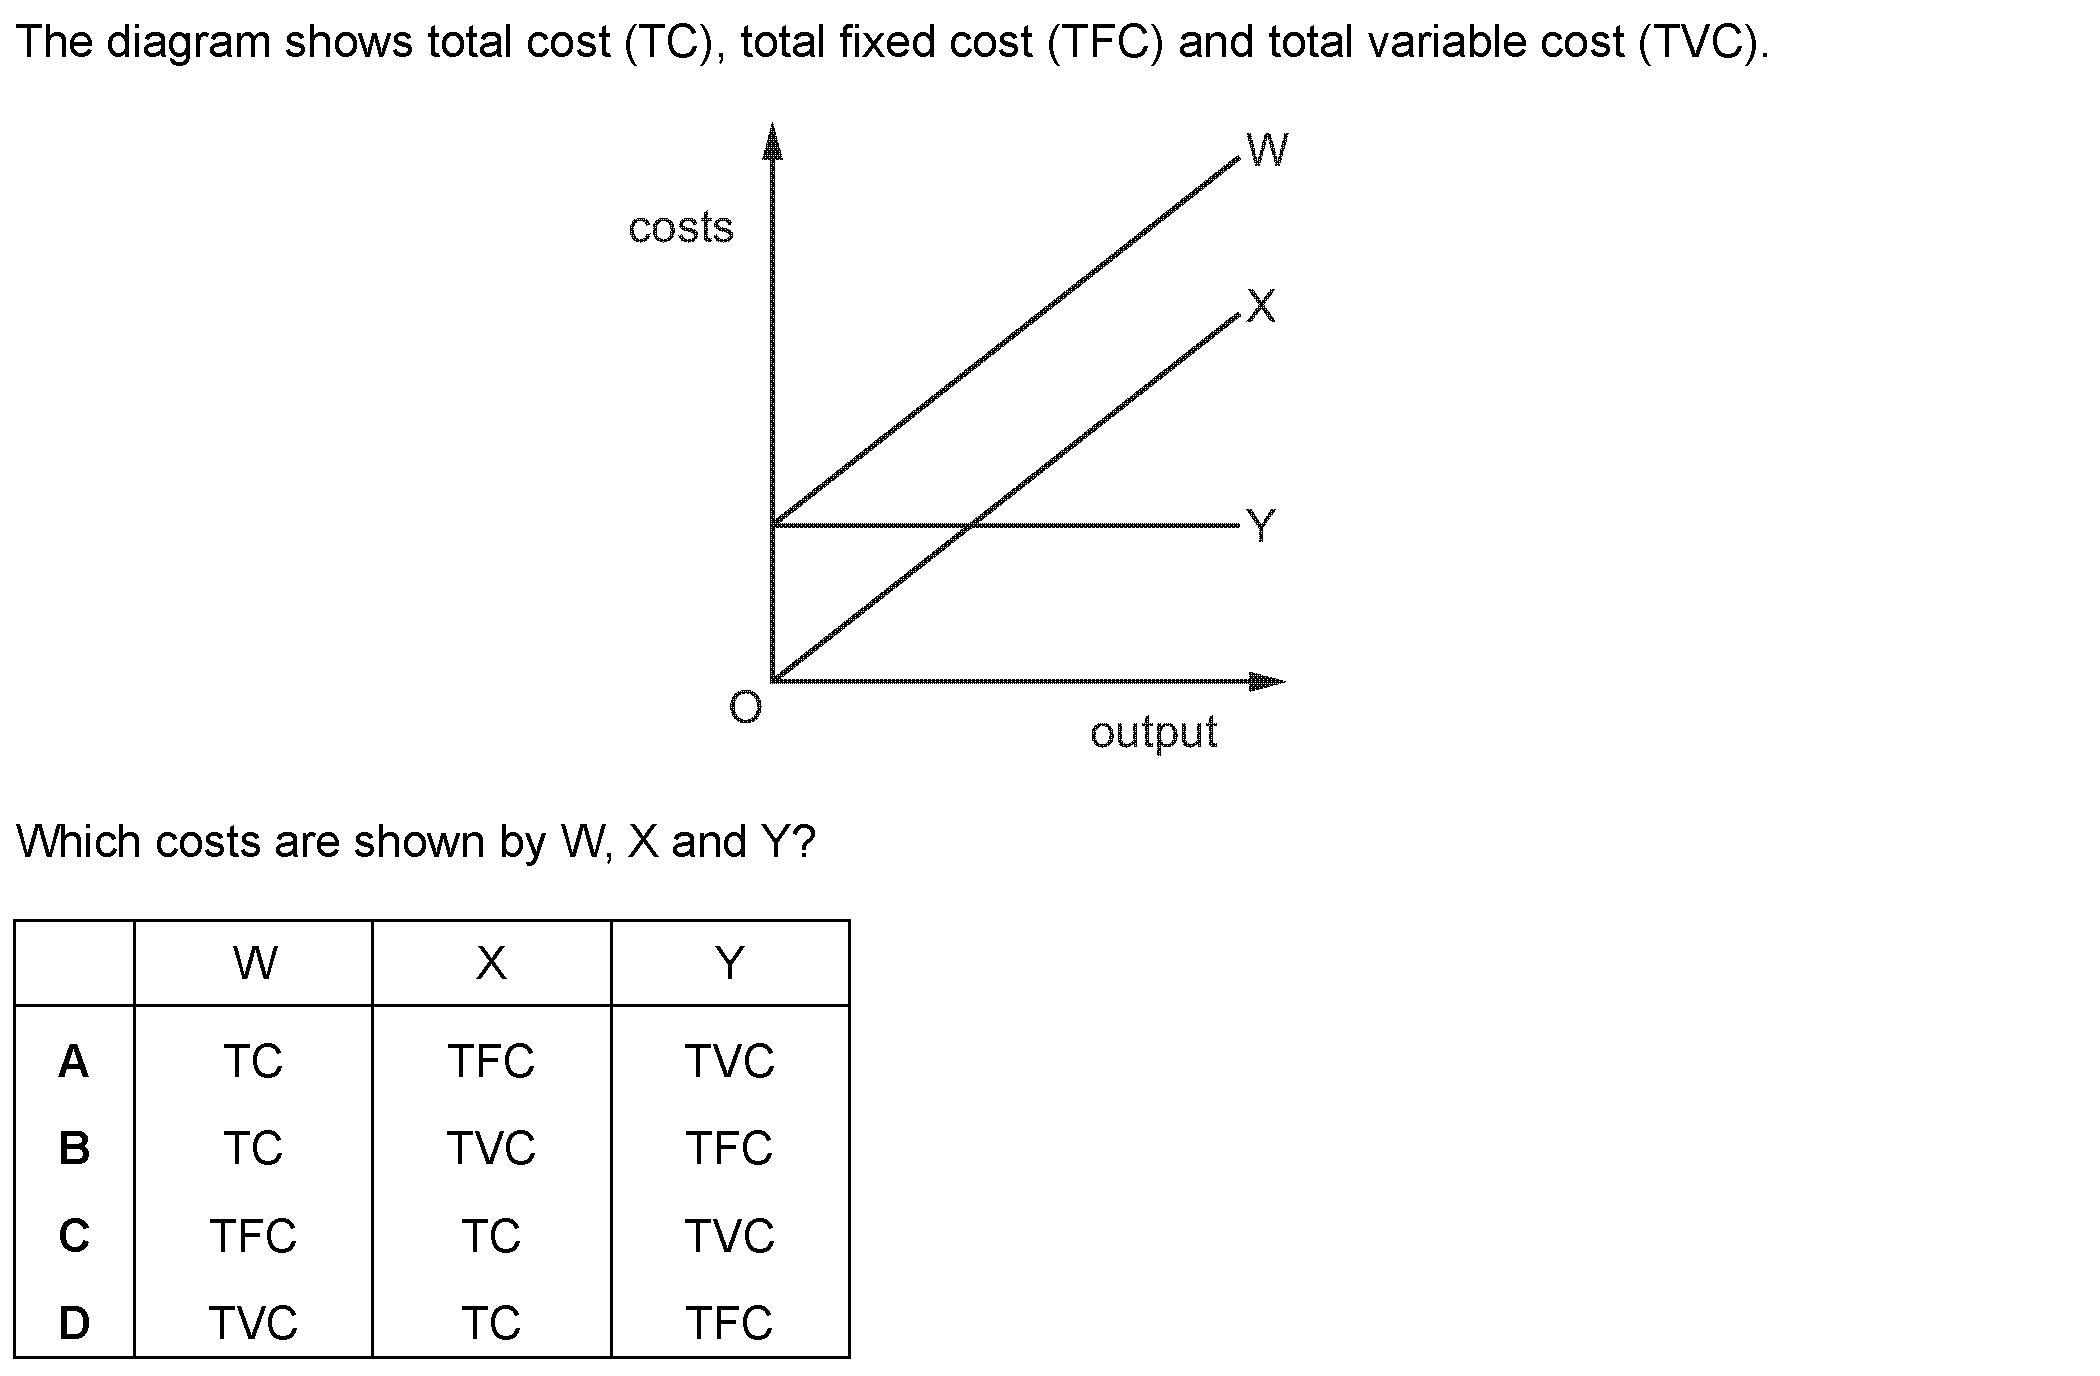 The diagram shows total cost (TC), total fixed cost (TFC) and total variable cost (TVC).
W
costs
X
Y
O
output
Which costs are shown by W, X and Y?
W X Y
A TC TFC TVC
B TC TVC TFC
C TFC TC TVC
D TVC TC TFC